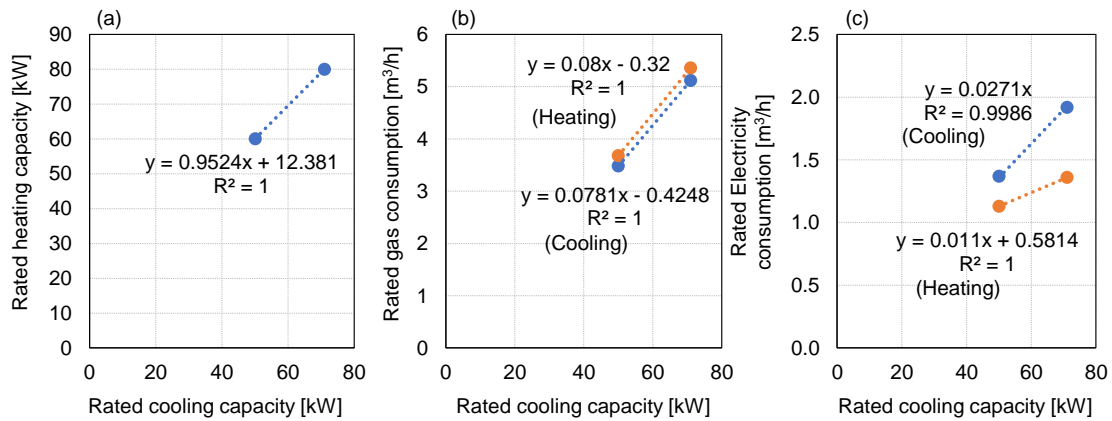 (a)
Rated heating capacity [kW]
90
80
70
60
50
40
30
20
10
0
y = 0.9524x + 12.381
R² = 1
0 20 40 60 80
Rated cooling capacity [kW]
(b)
Rated gas consumption [m³/h]
6
5
4
3
2
1
0
y = 0.08x - 0.32
R² = 1
(Heating)
y = 0.0781x - 0.4248
R² = 1
(Cooling)
0 20 40 60 80
Rated cooling capacity [kW]
(c)
Rated Electricity
consumption [m³/h]
2.5
2.0
1.5
1.0
0.5
0.0
y = 0.0271x
R² = 0.9986
(Cooling)
y = 0.011x + 0.5814
R² = 1
(Heating)
0 20 40 60 80
Rated cooling capacity [kW]